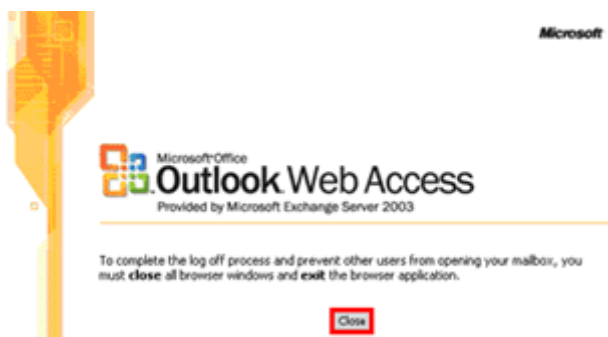 Microsoft
Microsoft Office
Outlook Web Access
Provided by Microsoft Exchange Server 2003
To complete the log off process and prevent other users from opening your mailbox, you
must close all browser windows and exit the browser application.
Close